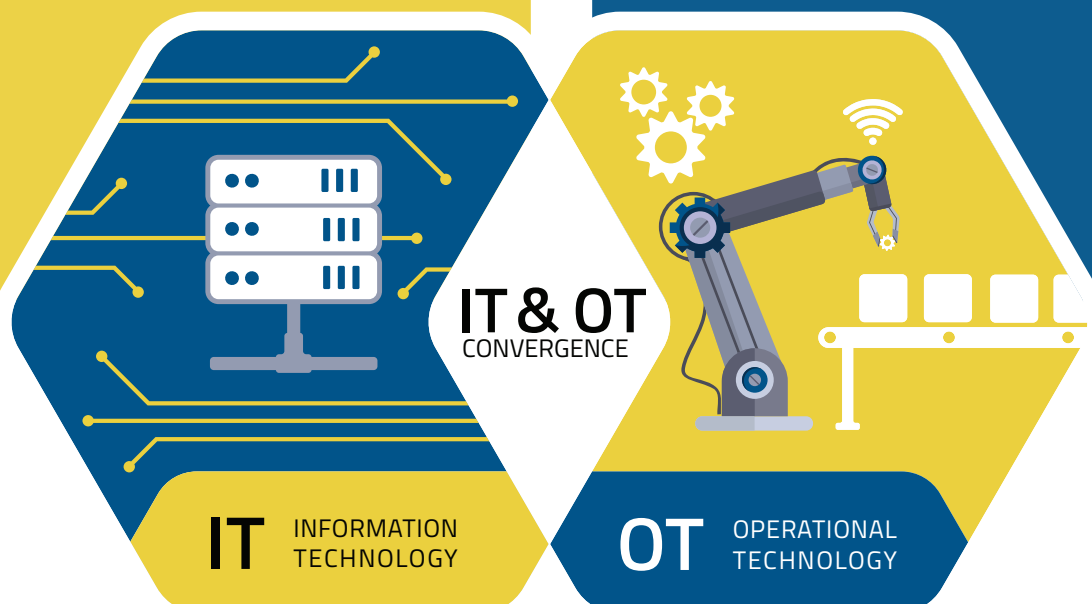 IT & OT
CONVERGENCE
IT
INFORMATION
TECHNOLOGY
OT
OPERATIONAL
TECHNOLOGY